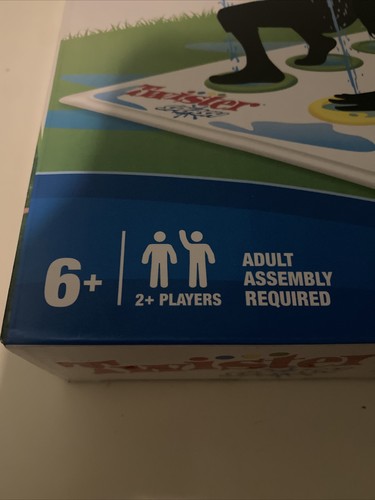 Twister
6+
2+ PLAYERS
ADULT
ASSEMBLY
REQUIRED
Twister